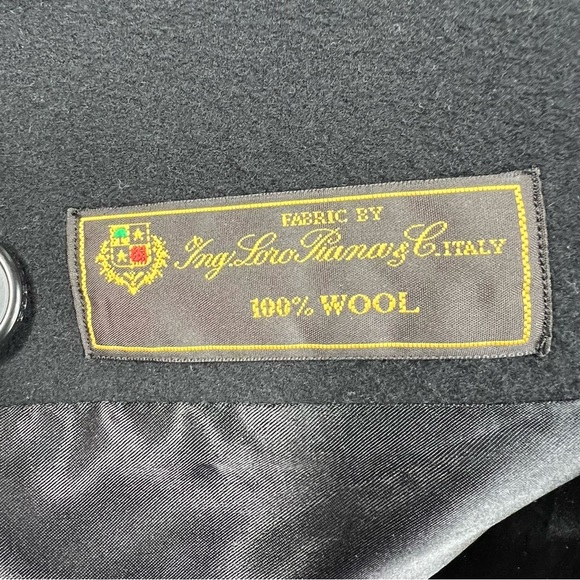 FABRIC BY
Ing. Loro Piana & C. ITALY
100% WOOL